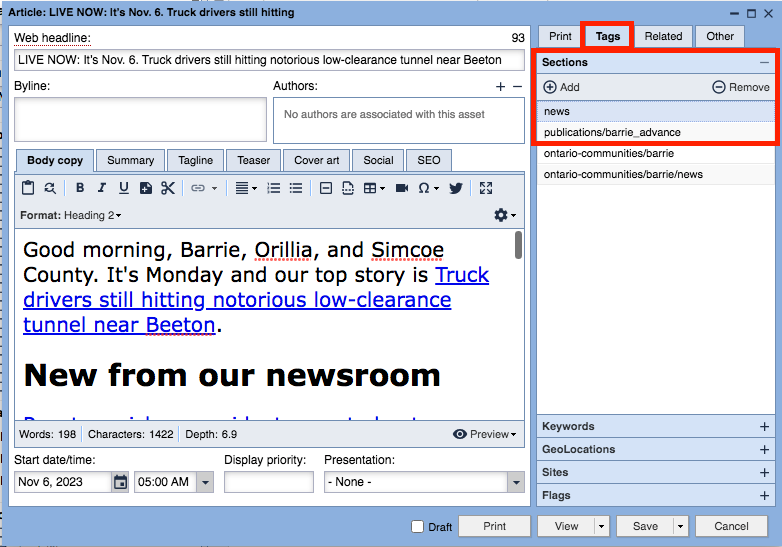 Article: LIVE NOW: It's Nov. 6. Truck drivers still hitting
Web headline:
93
LIVE NOW: It's Nov. 6. Truck drivers still hitting notorious low-clearance tunnel near Beeton
Byline:
Authors:
No authors are associated with this asset
Body copy
Summary
Tagline
Teaser
Cover art
Social
SEO
Format: Heading 2
Good morning, Barrie, Orillia, and Simcoe
County. It's Monday and our top story is Truck
drivers still hitting notorious low-clearance
tunnel near Beeton.
New from our newsroom
Words: 198
Characters: 1422
Depth: 6.9
Preview
Start date/time:
Display priority:
Presentation:
Nov 6, 2023
05:00 AM
- None -
Print
Tags
Related
Other
Sections
Add
Remove
news
publications/barrie_advance
ontario-communities/barrie
ontario-communities/barrie/news
Keywords
GeoLocations
Sites
Flags
Draft
Print
View
Save
Cancel